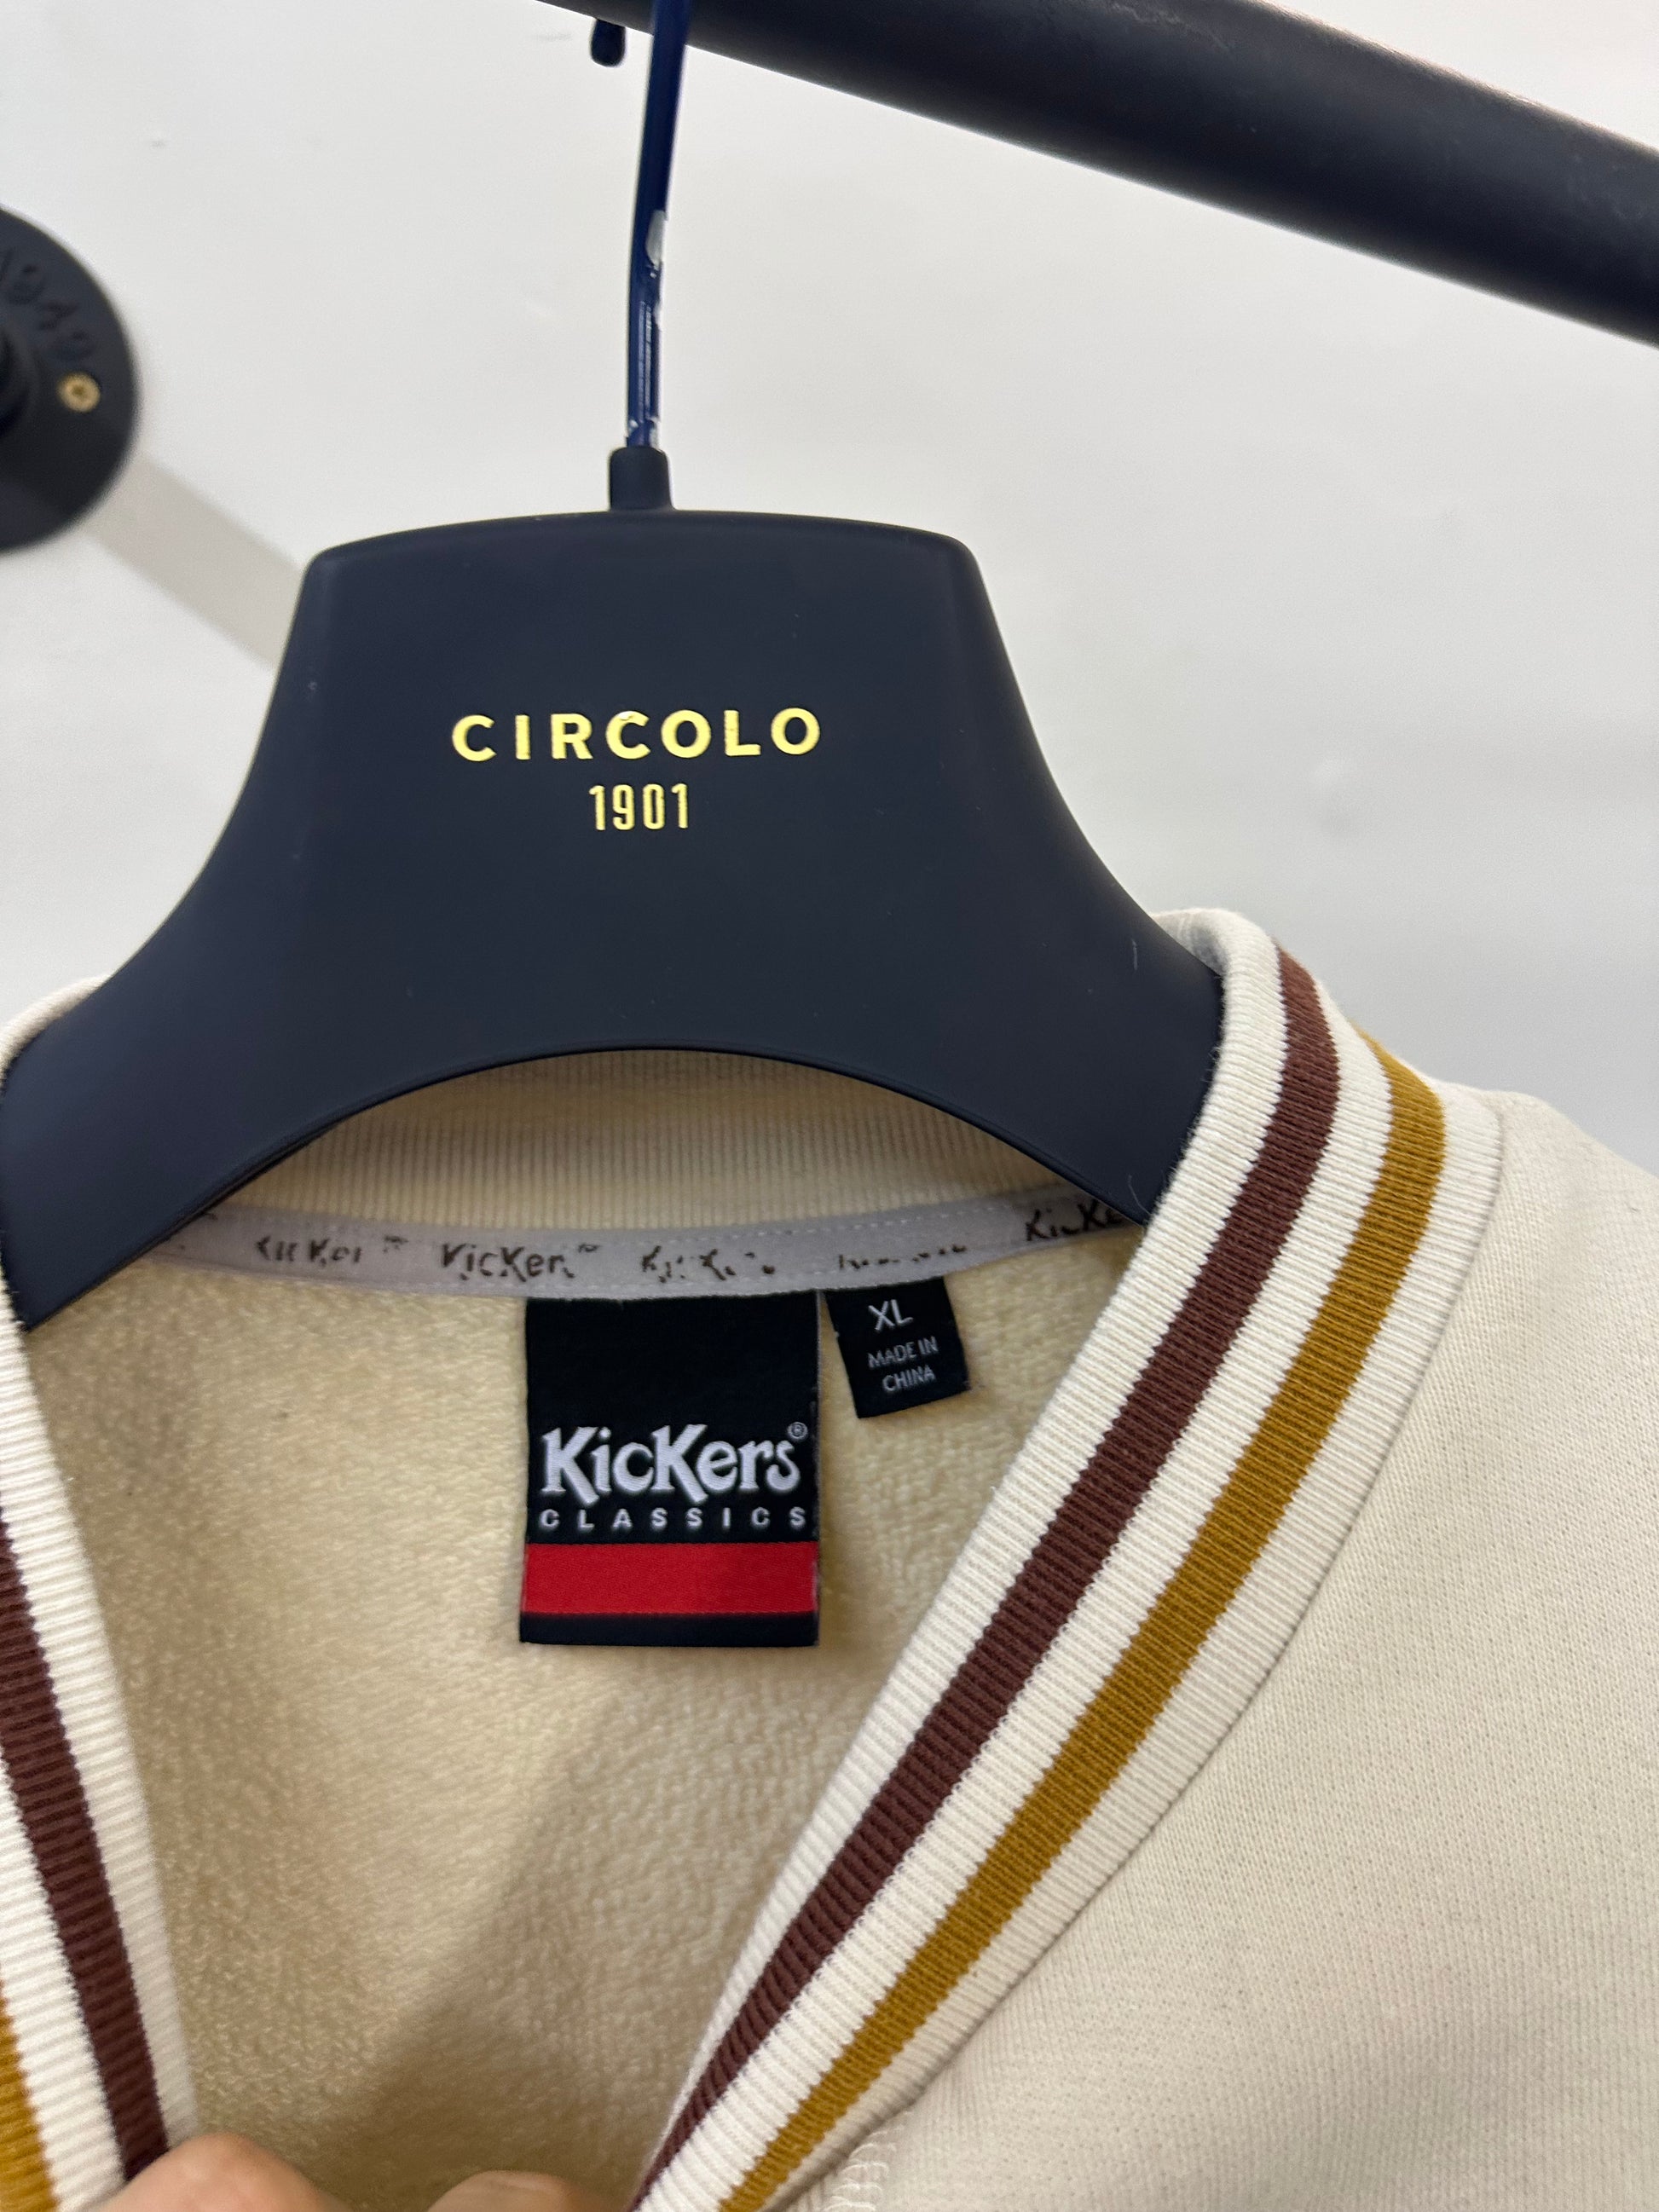 CIRCOLO
1901
KicKers
XL
MADE IN
CHINA
KicKers®
CLASSICS